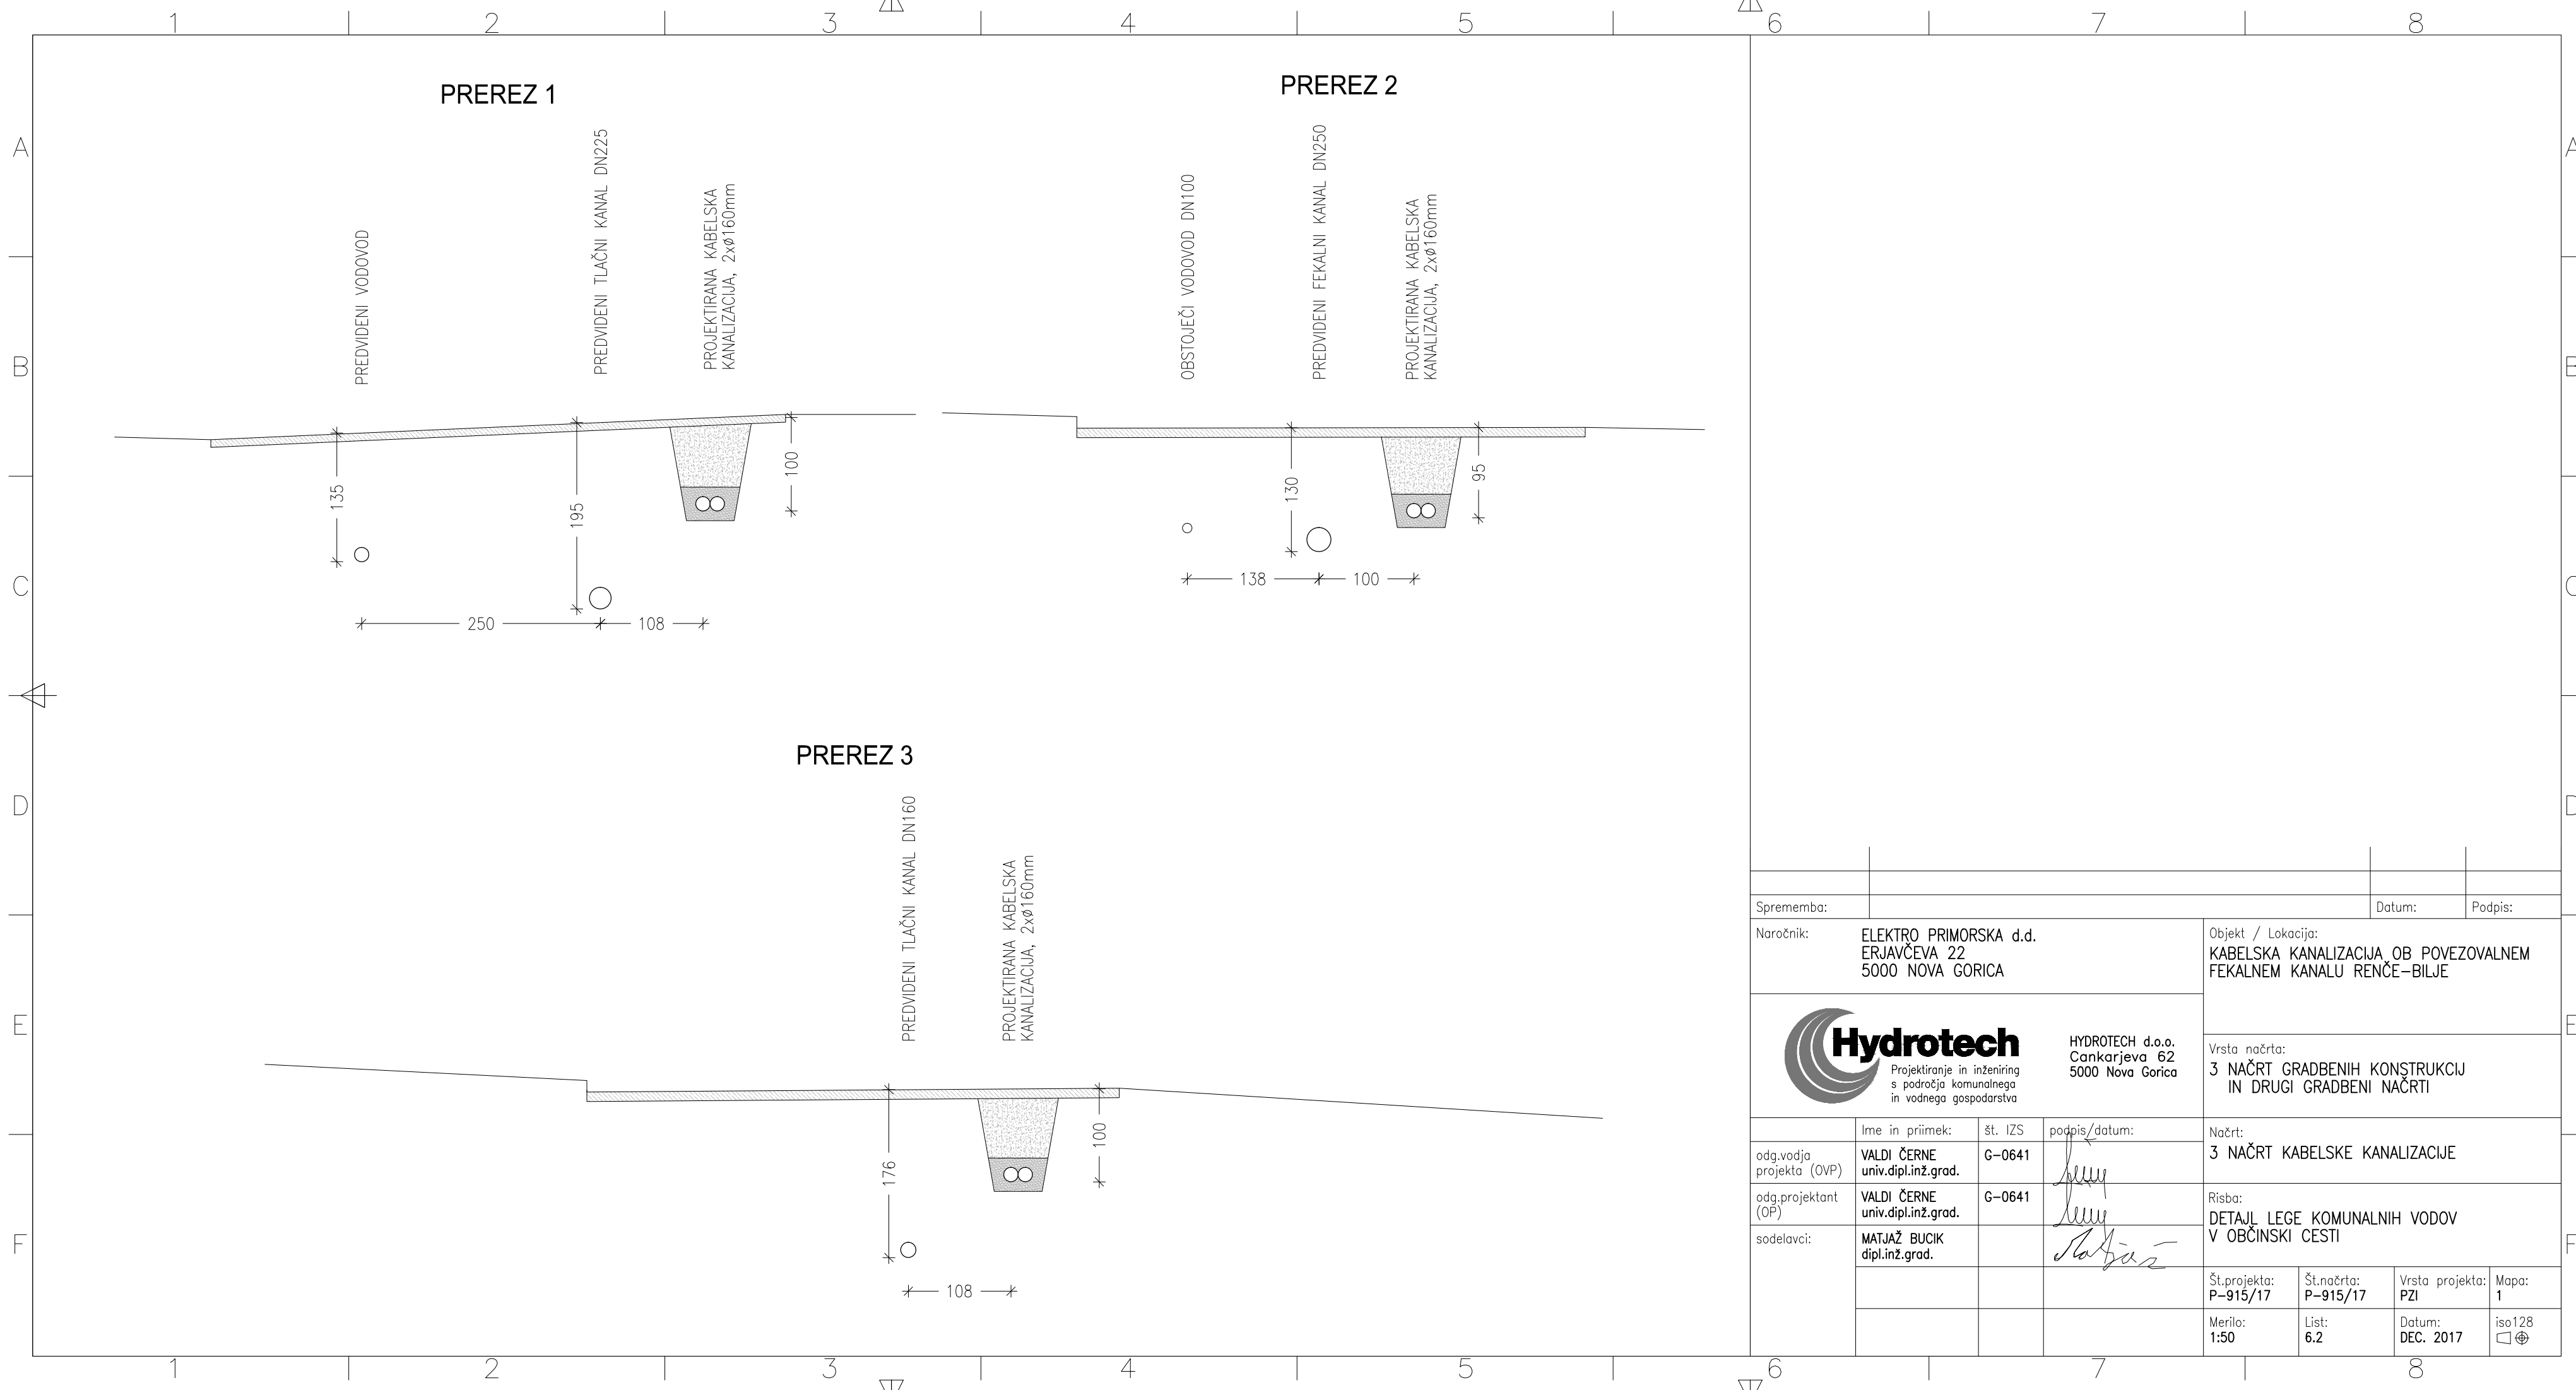 1 2 3 4 5 6 7 8
A
B
C
D
E
F
A
B
C
D
E
F
PREREZ 1
PREDVIDENI VODOVOD
PREDVIDENI TLAČNI KANAL DN225
PROJEKTIRANA KABELSKA
KANALIZACIJA, 2xø160mm
135
195
100
250
108
PREREZ 2
OBSTOJEČI VODOVOD DN100
PREDVIDENI FEKALNI KANAL DN250
PROJEKTIRANA KABELSKA
KANALIZACIJA, 2xø160mm
130
95
138
100
PREREZ 3
PREDVIDENI TLAČNI KANAL DN160
PROJEKTIRANA KABELSKA
KANALIZACIJA, 2xø160mm
176
100
108
Sprememba:
Datum:
Podpis:
Naročnik:
ELEKTRO PRIMORSKA d.d.
ERJAVČEVA 22
5000 NOVA GORICA
Objekt / Lokacija:
KABELSKA KANALIZACIJA OB POVEZOVALNEM
FEKALNEM KANALU RENČE-BILJE
Hydrotech
Projektiranje in inženiring
s področja komunalnega
in vodnega gospodarstva
HYDROTECH d.o.o.
Cankarjeva 62
5000 Nova Gorica
Vrsta načrta:
3 NAČRT GRADBENIH KONSTRUKCIJ
IN DRUGI GRADBENI NAČRTI
Ime in priimek:
št. IZS
podpis/datum:
odg.vodja
projekta (OVP)
VALDI ČERNE
univ.dipl.inž.grad.
G-0641
odg.projektant
(OP)
VALDI ČERNE
univ.dipl.inž.grad.
G-0641
sodelavci:
MATJAŽ BUCIK
dipl.inž.grad.
Načrt:
3 NAČRT KABELSKE KANALIZACIJE
Risba:
DETAJL LEGE KOMUNALNIH VODOV
V OBČINSKI CESTI
Št.projekta:
P-915/17
Št.načrta:
P-915/17
Vrsta projekta:
PZI
Mapa:
1
Merilo:
1:50
List:
6.2
Datum:
DEC. 2017
iso128
1 2 3 4 5 6 7 8